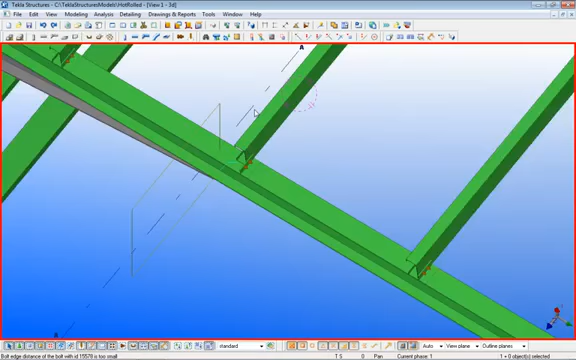 Tekla Structures - C:\TeklaStructuresModels\HotRolled - [View 1 - 3d]
File Edit View Modeling Analysis Detailing Drawings & Reports Tools Window Help
A
standard
Auto
View plane
Outline planes
Bolt edge distance of the bolt with id 15578 is too small
T S 0 Pan
Current phase: 1
1 + 0 object(s) selected